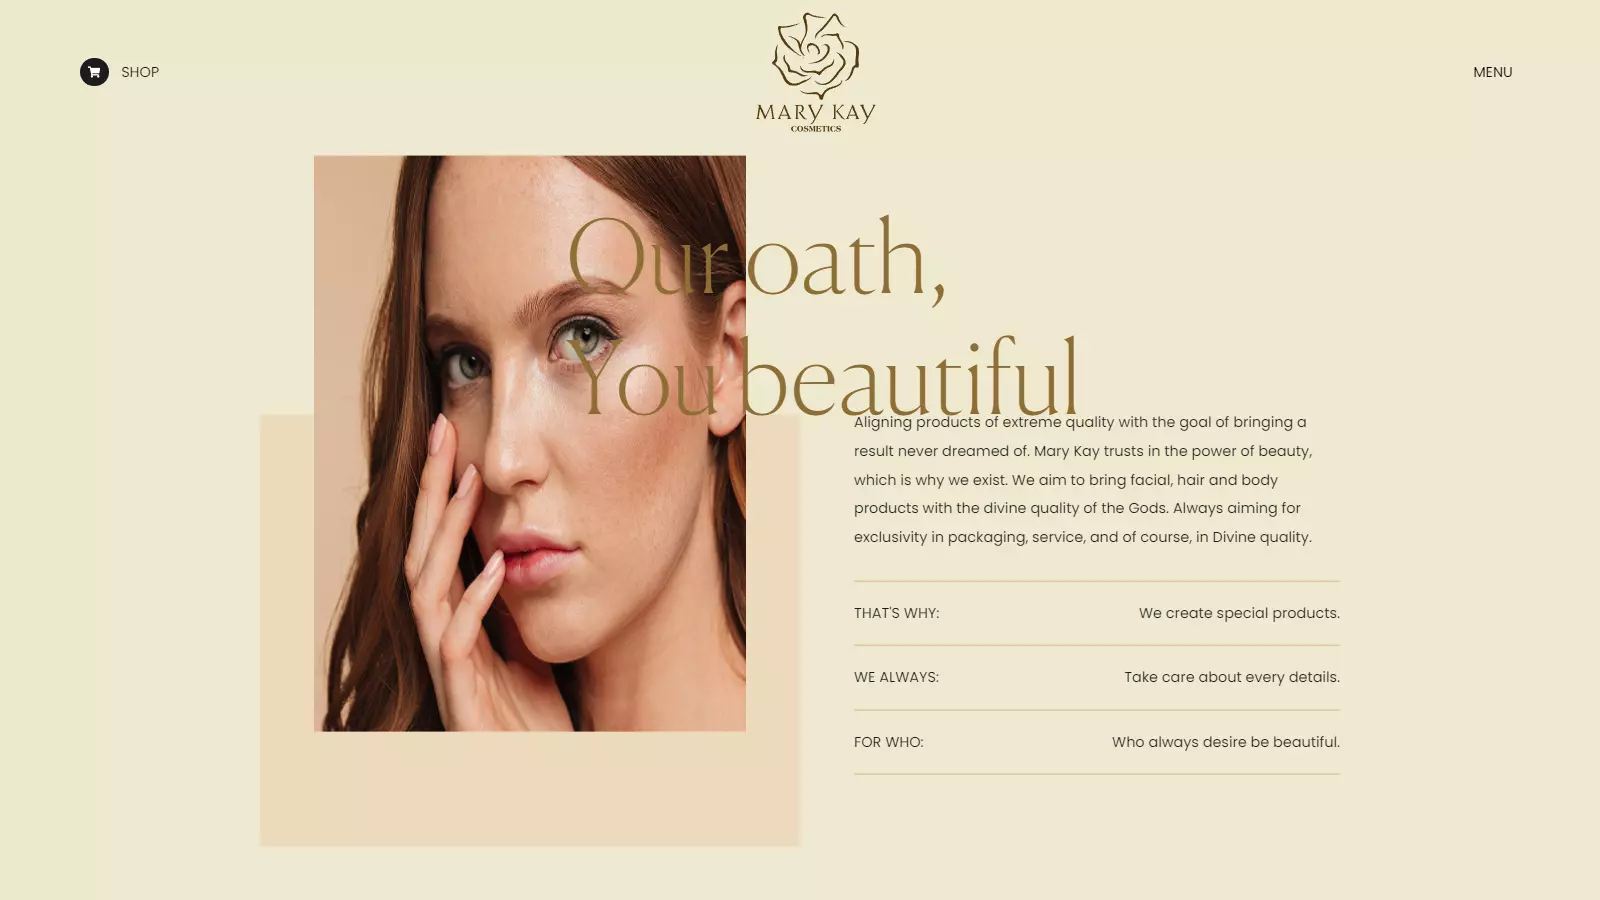 SHOP
MARY KAY
COSMETICS
MENU
Our oath,
You beautiful
Aligning products of extreme quality with the goal of bringing a
result never dreamed of. Mary Kay trusts in the power of beauty,
which is why we exist. We aim to bring facial, hair and body
products with the divine quality of the Gods. Always aiming for
exclusivity in packaging, service, and of course, in Divine quality.
THAT'S WHY: We create special products.
WE ALWAYS: Take care about every details.
FOR WHO: Who always desire be beautiful.